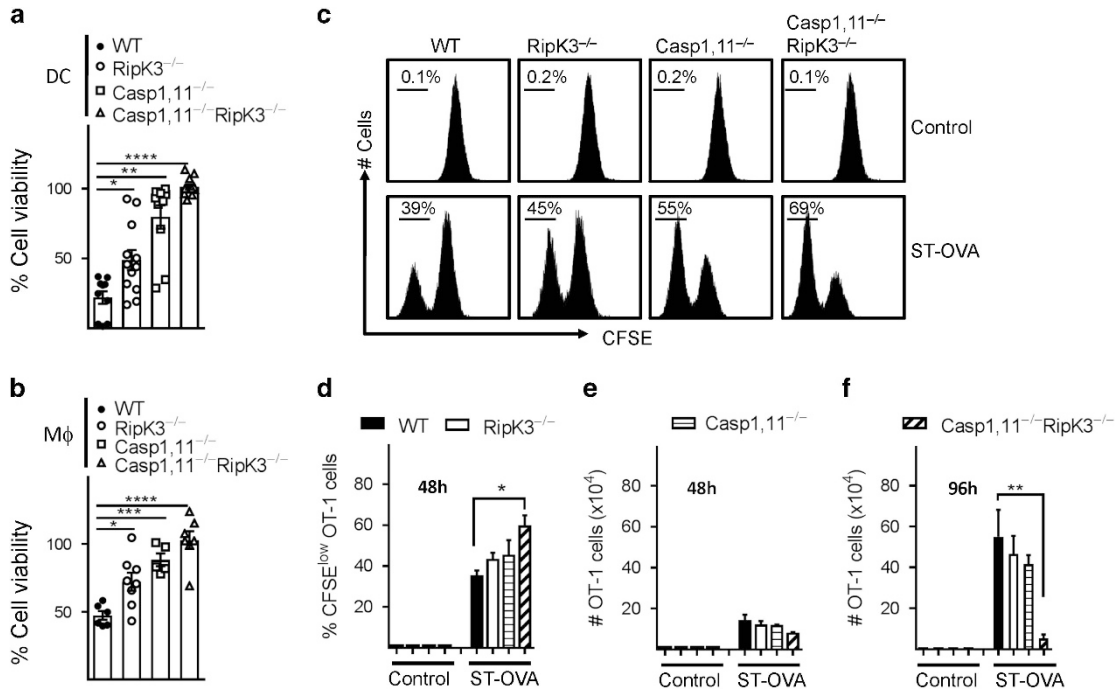 a
WT
RipK3–/–
Casp1,11–/–
Casp1,11–/–RipK3–/–
DC
****
**
*
100
50
% Cell viability
b
WT
RipK3–/–
Casp1,11–/–
Casp1,11–/–RipK3–/–
Mϕ
****
***
*
100
50
% Cell viability
c
WT
RipK3–/–
Casp1,11–/–
Casp1,11–/–
RipK3–/–
0.1%
0.2%
0.2%
0.1%
Control
# Cells
39%
45%
55%
69%
ST-OVA
CFSE
d
WT
RipK3–/–
48h
*
80
60
40
20
% CFSElow OT-1 cells
Control
ST-OVA
e
Casp1,11–/–
48h
80
60
40
20
# OT-1 cells (x104)
Control
ST-OVA
f
Casp1,11–/–RipK3–/–
96h
**
80
60
40
20
# OT-1 cells (x104)
Control
ST-OVA